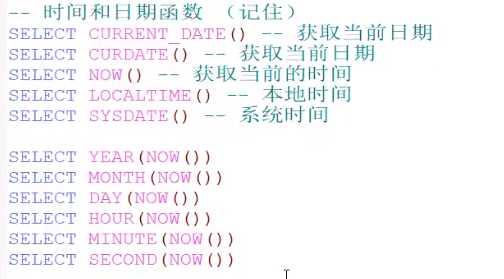 -- 时间和日期函数 （记住）
SELECT CURRENT_DATE() -- 获取当前日期
SELECT CURDATE() -- 获取当前日期
SELECT NOW() -- 获取当前的时间
SELECT LOCALTIME() -- 本地时间
SELECT SYSDATE() -- 系统时间
SELECT YEAR(NOW())
SELECT MONTH(NOW())
SELECT DAY(NOW())
SELECT HOUR(NOW())
SELECT MINUTE(NOW())
SELECT SECOND(NOW())